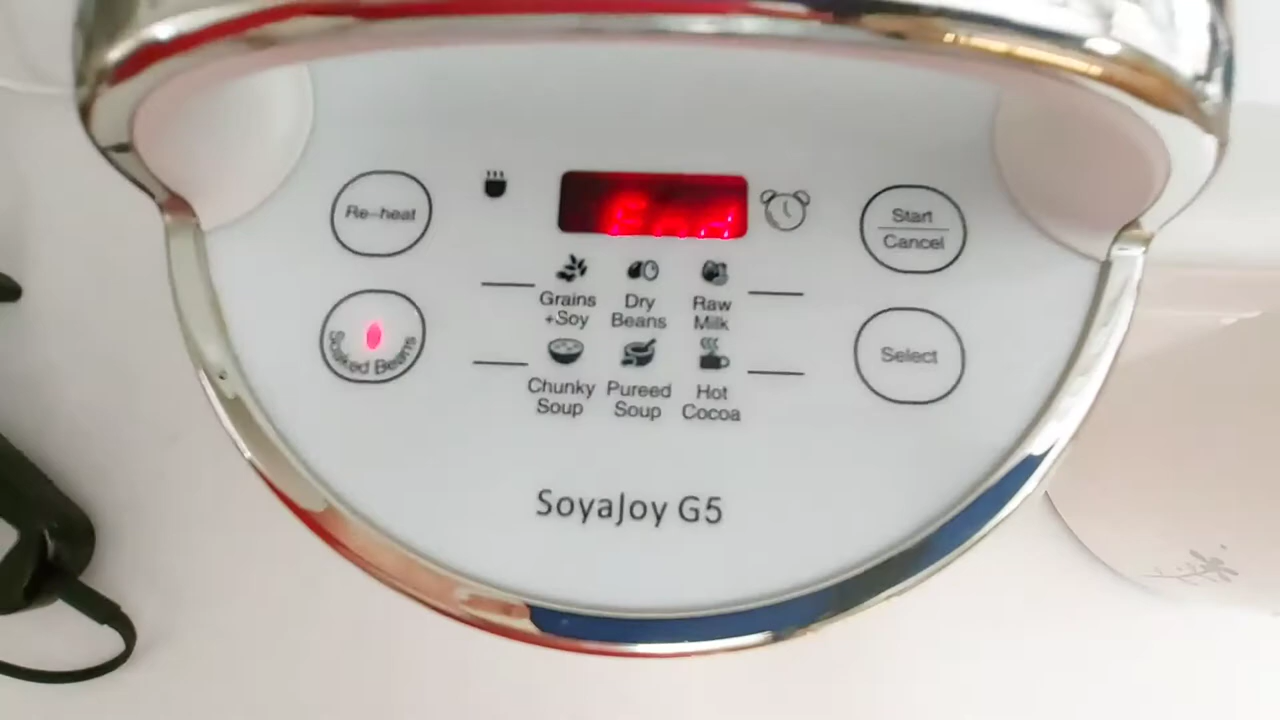 End
Re-heat
Start
Cancel
Grains
+Soy
Dry
Beans
Raw
Milk
Soaked Beans
Select
Chunky
Soup
Pureed
Soup
Hot
Cocoa
SoyaJoy G5